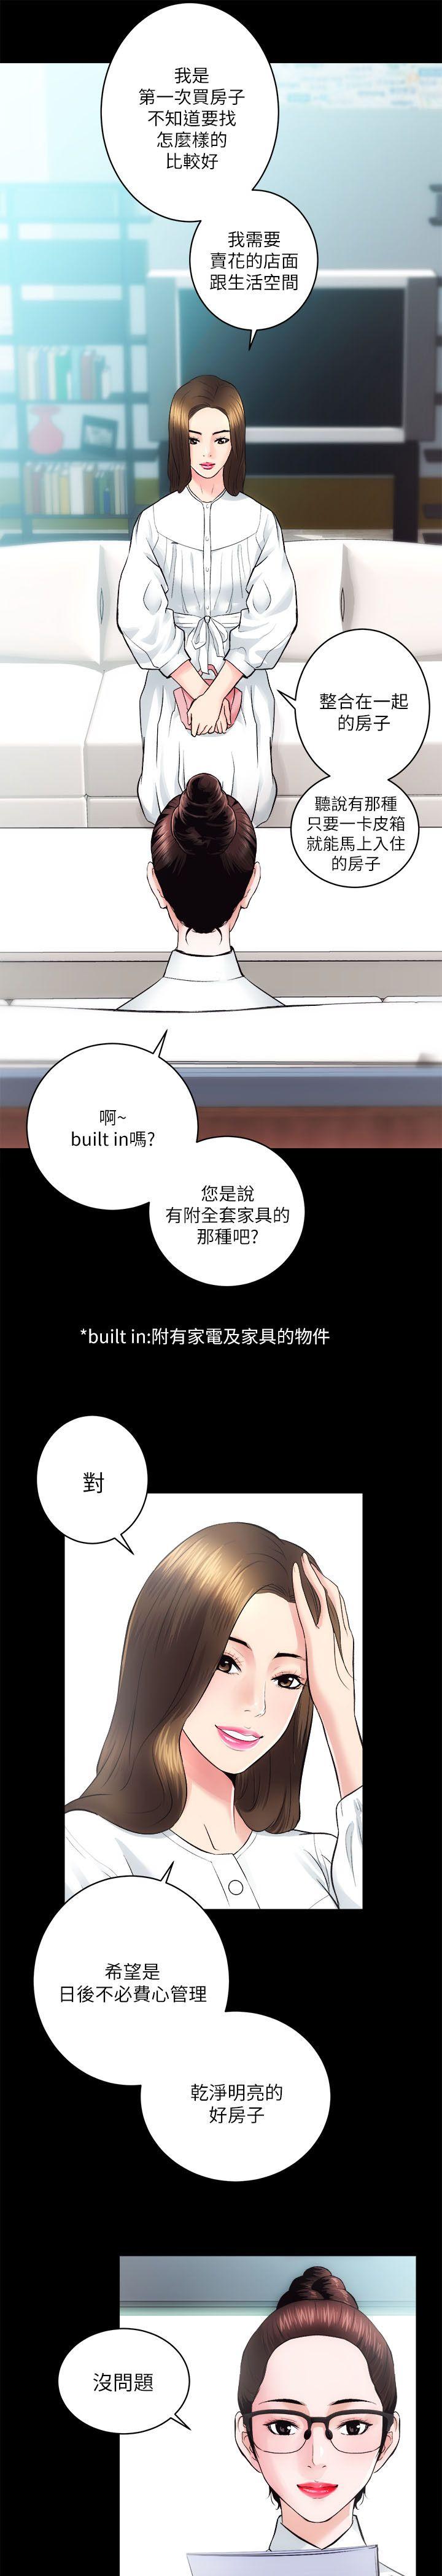 我是
第一次買房子
不知道要找
怎麼樣的
比較好
我需要
賣花的店面
跟生活空間
整合在一起
的房子
聽說有那種
只要一卡皮箱
就能馬上入住
的房子
啊~
built in嗎?
您是說
有附全套家具的
那種吧?
*built in:附有家電及家具的物件
對
希望是
日後不必費心管理
乾淨明亮的
好房子
沒問題